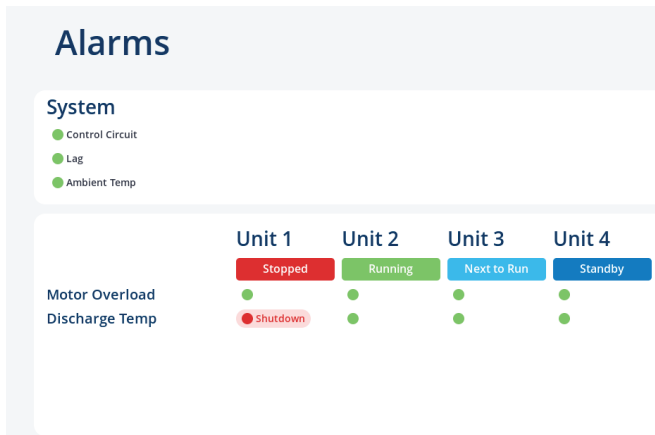 Alarms
System
Control Circuit
Lag
Ambient Temp
Unit 1 Unit 2 Unit 3 Unit 4
Stopped Running Next to Run Standby
Motor Overload
Discharge Temp Shutdown